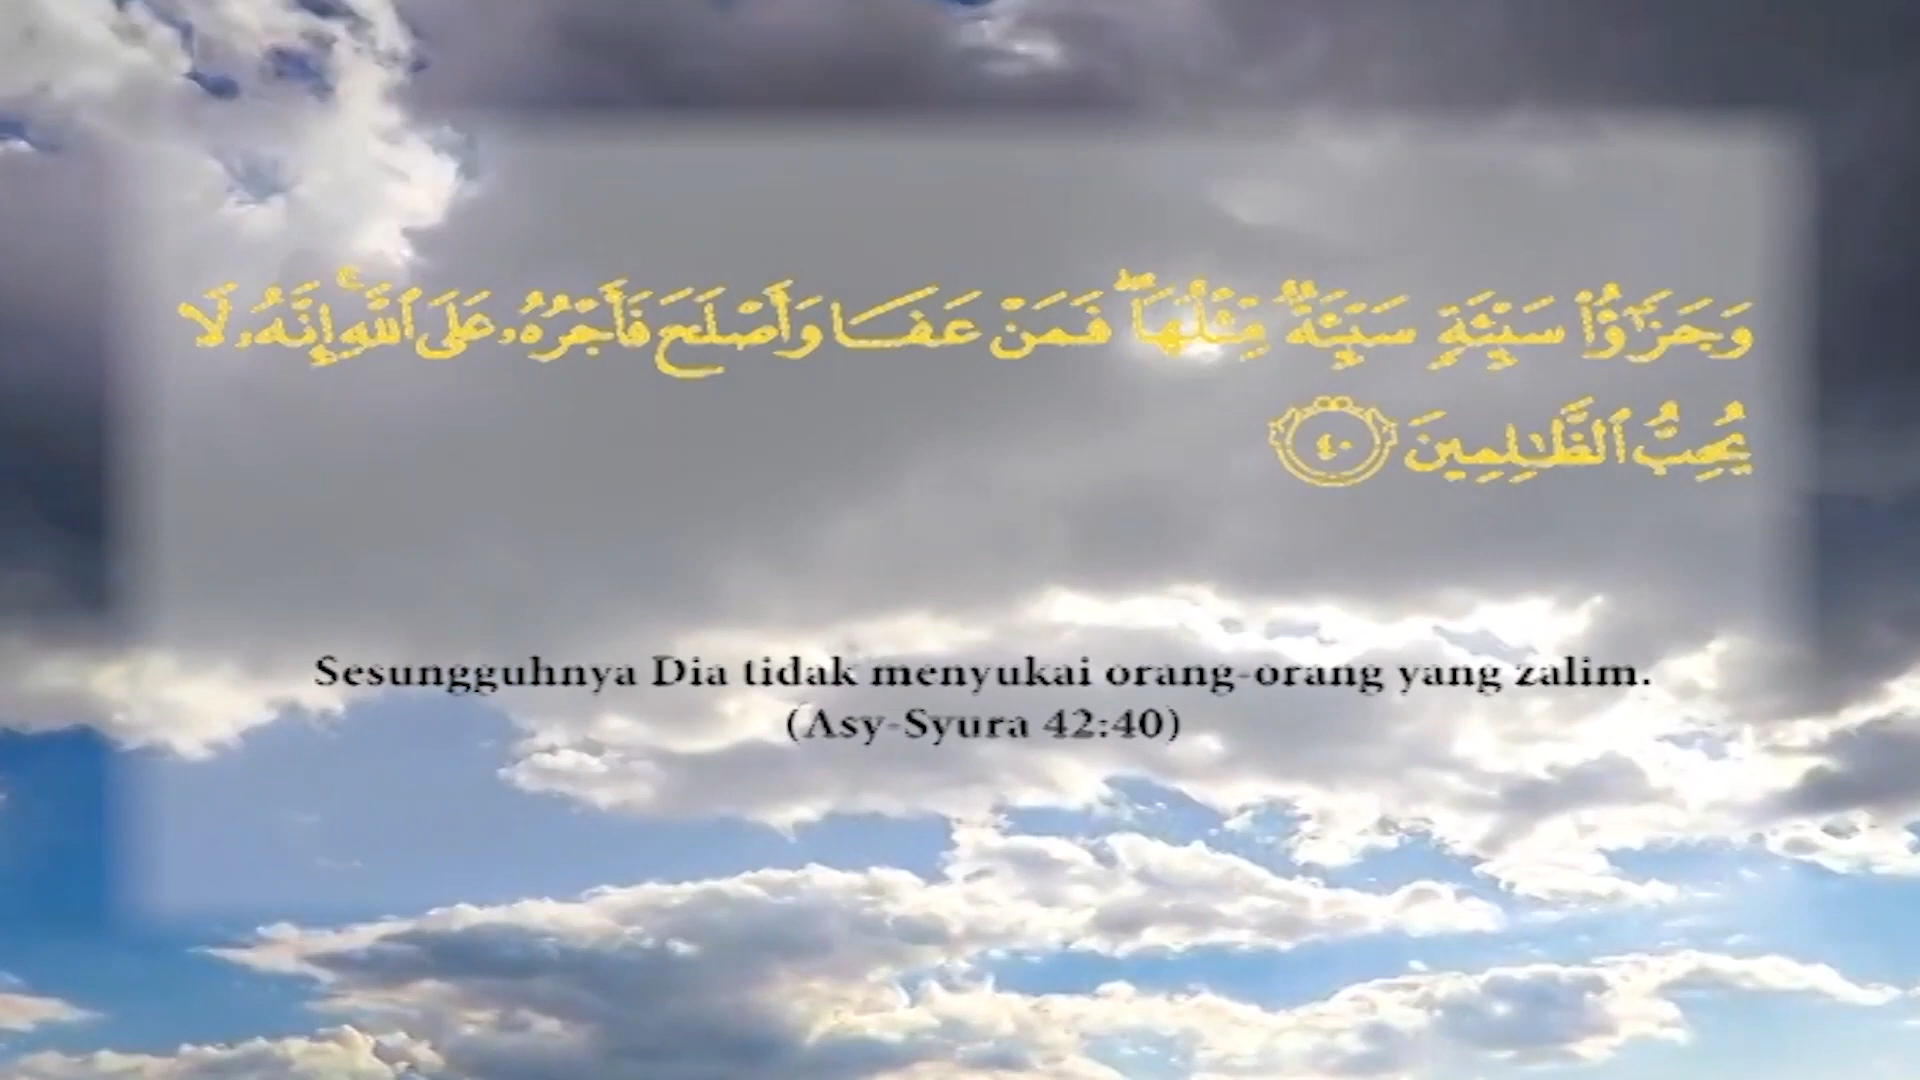 وَجَزَٰٓؤُا۟ سَيِّئَةٍ سَيِّئَةٌ مِّثْلُهَا ۖ فَمَنْ عَفَا وَأَصْلَحَ فَأَجْرُهُۥ عَلَى ٱللَّهِ ۚ إِنَّهُۥ لَا
يُحِبُّ ٱلظَّٰلِمِينَ ٤٠
Sesungguhnya Dia tidak menyukai orang-orang yang zalim.
(Asy-Syura 42:40)